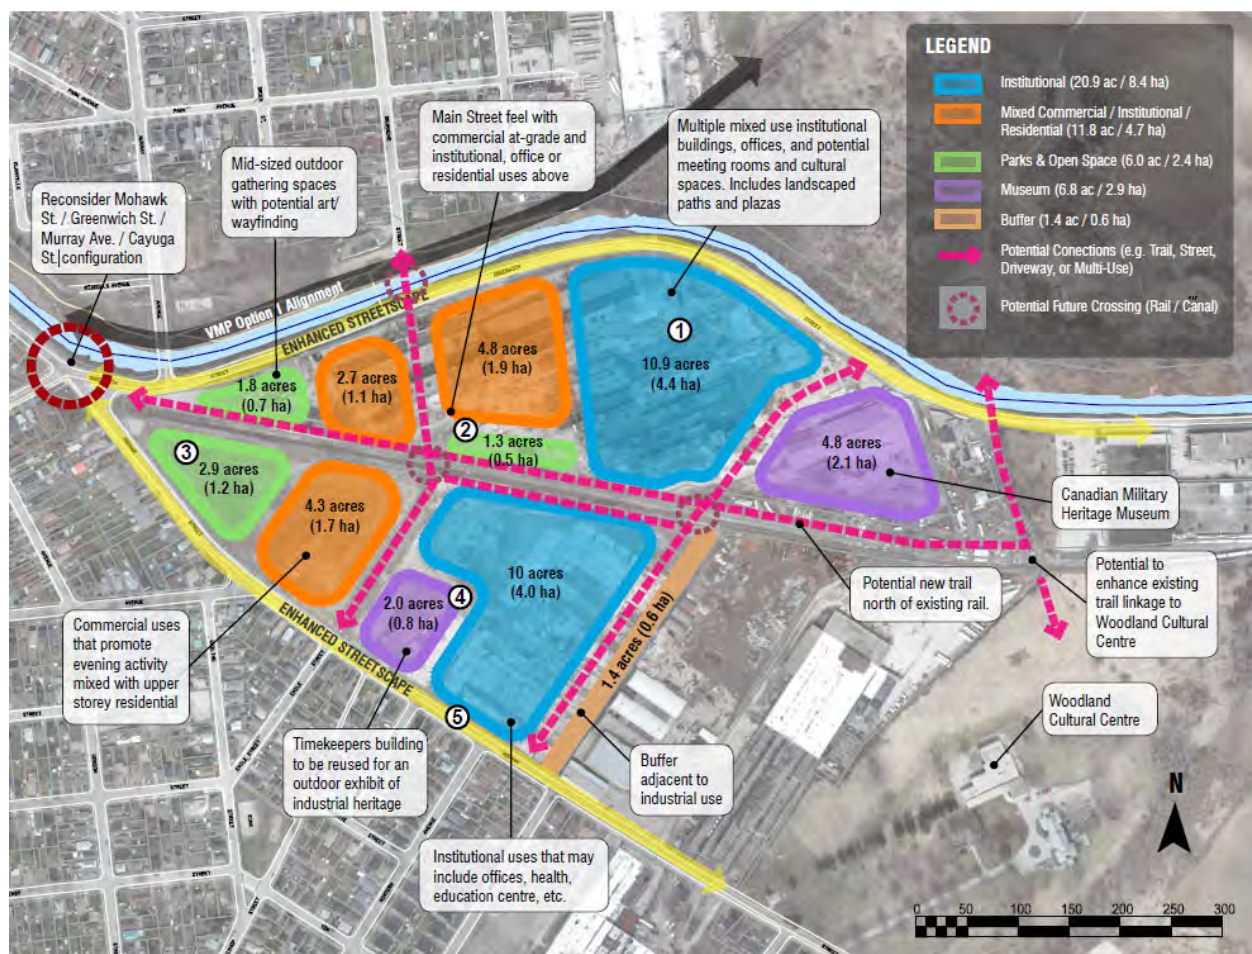 LEGEND
Institutional (20.9 ac / 8.4 ha)
Mixed Commercial / Institutional /
Residential (11.8 ac / 4.7 ha)
Parks & Open Space (6.0 ac / 2.4 ha)
Museum (6.8 ac / 2.9 ha)
Buffer (1.4 ac / 0.6 ha)
Potential Conections (e.g. Trail, Street,
Driveway, or Multi-Use)
Potential Future Crossing (Rail / Canal)
Reconsider Mohawk
St. / Greenwich St. /
Murray Ave. / Cayuga
St. configuration
Mid-sized outdoor
gathering spaces
with potential art/
wayfinding
Main Street feel with
commercial at-grade and
institutional, office or
residential uses above
Multiple mixed use institutional
buildings, offices, and potential
meeting rooms and cultural
spaces. Includes landscaped
paths and plazas
VMP Option 1 Alignment
ENHANCED STREETSCAPE
1
10.9 acres
(4.4 ha)
4.8 acres
(1.9 ha)
2.7 acres
(1.1 ha)
1.8 acres
(0.7 ha)
2
1.3 acres
(0.5 ha)
3
2.9 acres
(1.2 ha)
4.3 acres
(1.7 ha)
4.8 acres
(2.1 ha)
10 acres
(4.0 ha)
4
2.0 acres
(0.8 ha)
5
1.4 acres (0.6 ha)
ENHANCED STREETSCAPE
Canadian Military
Heritage Museum
Potential new trail
north of existing rail.
Potential to
enhance existing
trail linkage to
Woodland Cultural
Centre
Commercial uses
that promote
evening activity
mixed with upper
storey residential
Timekeepers building
to be reused for an
outdoor exhibit of
industrial heritage
Buffer
adjacent to
industrial use
Woodland
Cultural Centre
Institutional uses that may
include offices, health,
education centre, etc.
N
0 50 100 150 200 300